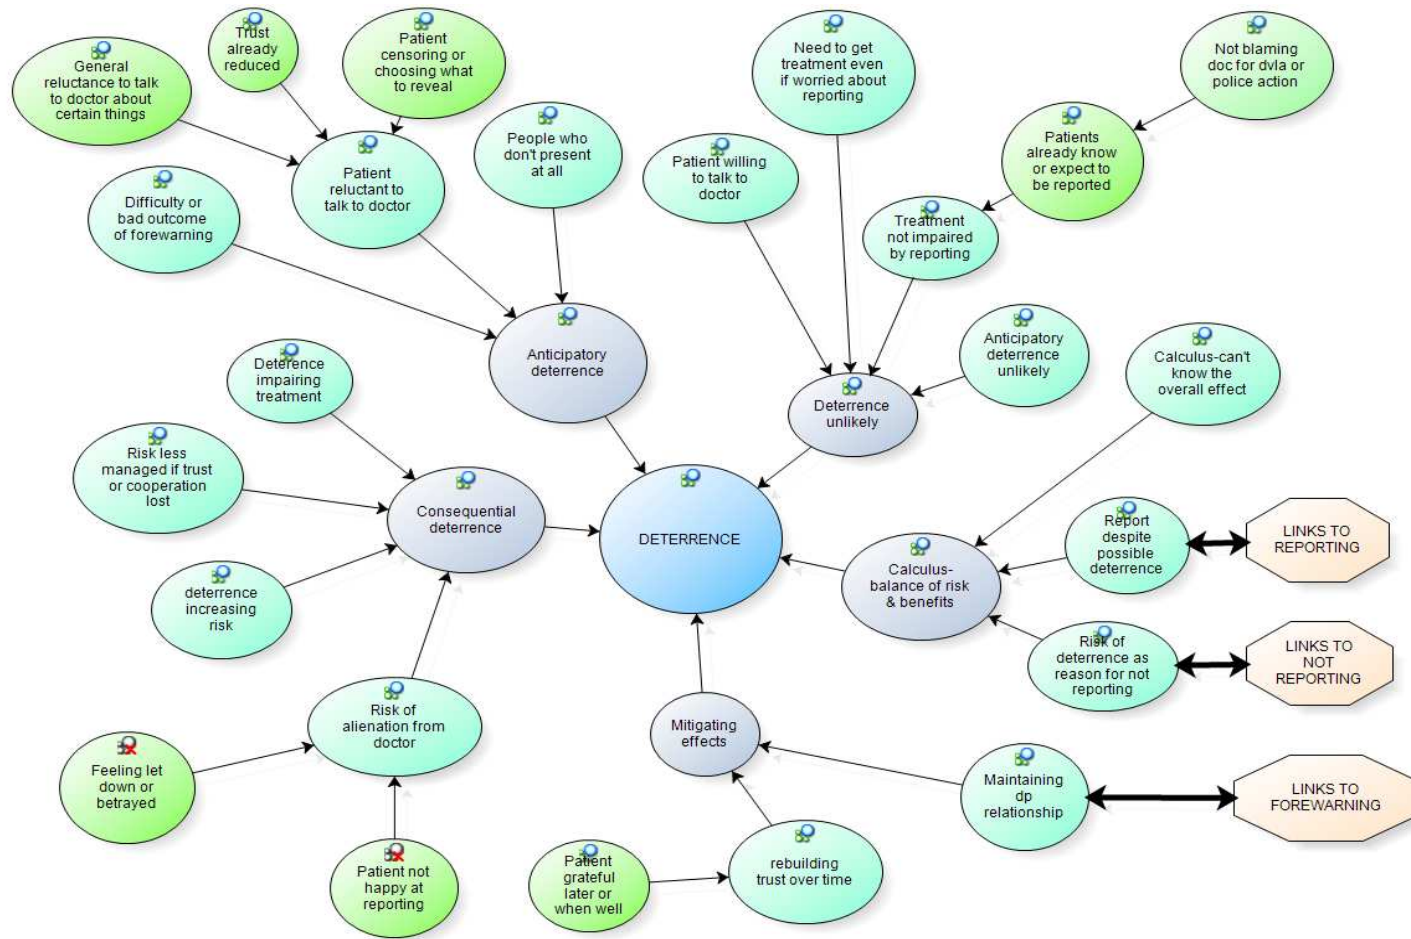 Trust
already
reduced
Patient
censoring or
choosing what
to reveal
General
reluctance to talk
to doctor about
certain things
Need to get
treatment even
if worried about
reporting
Not blaming
doc for dvla or
police action
People who
don't present
at all
Patients
already know
or expect to
be reported
Patient
reluctant to
talk to doctor
Patient willing
to talk to
doctor
Difficulty or
bad outcome
of forewarning
Treatment
not impaired
by reporting
Anticipatory
deterrence
Anticipatory
deterrence
unlikely
Calculus-can't
know the
overall effect
Deterence
impairing
treatment
Deterrence
unlikely
Risk less
managed if trust
or cooperation
lost
Consequential
deterrence
DETERRENCE
Report
despite
possible
deterrence
LINKS TO
REPORTING
Calculus-
balance of risk
& benefits
deterrence
increasing
risk
Risk of
deterrence as
reason for not
reporting
LINKS TO
NOT
REPORTING
Risk of
alienation from
doctor
Mitigating
effects
Feeling let
down or
betrayed
Maintaining
dp
relationship
LINKS TO
FOREWARNING
Patient not
happy at
reporting
Patient
grateful
later or
when well
rebuilding
trust over time